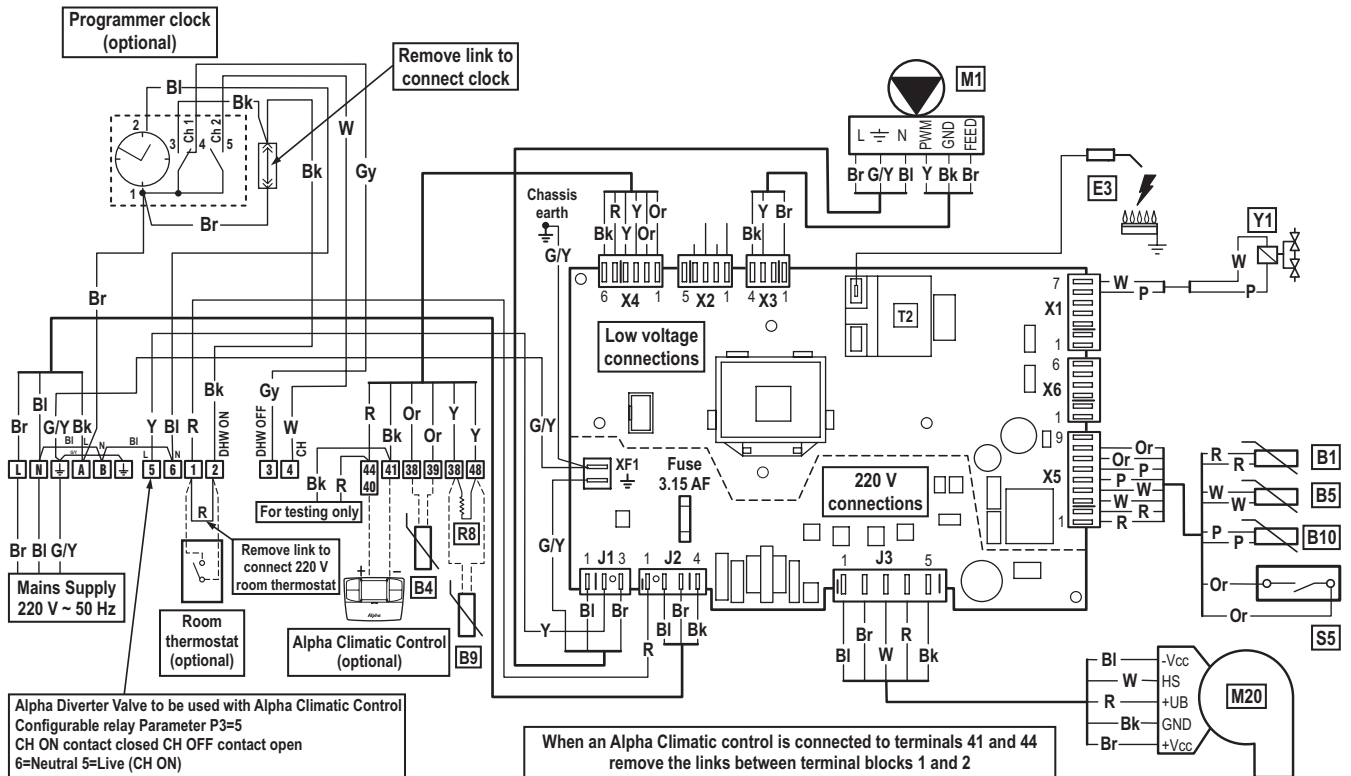 Programmer clock
(optional)
Remove link to
connect clock
Bl
Bk
2
3
Ch 1
4
Ch 2
5
1
Br
W
Bk
Gy
Br
M1
L
N
PWM
GND
FEED
Br G/Y Bl
Y Bk Br
E3
Y1
W
P
Chassis
earth
G/Y
R Y Or
Bk Y Or
Y Br
Bk
6 X4 1
5 X2 1
4 X3 1
T2
Low voltage
connections
7
X1
1
W
P
6
X6
1
9
X5
1
Or
Or
P
P
W
W
R
R
R
R
B1
W
W
B5
P
P
B10
Or
Or
S5
Br
Bl
G/Y
Bk
Bl L
G/Y
N Bl
Y
L
Bl
N
R
Bk
DHW ON
Gy
DHW OFF
W
CH
R
Bk
Or
Or
Y
Y
L N A B 5 6 1 2
3 4
44 41 38 39 38 48
40
Bk
R
For testing only
R8
R
Br Bl G/Y
Mains Supply
220 V ~ 50 Hz
Remove link to
connect 220 V
room thermostat
Room
thermostat
(optional)
+ –
Alpha
Alpha Climatic Control
(optional)
B4
B9
G/Y
XF1
Fuse
3.15 AF
220 V
connections
G/Y
1 J1 3
1 J2 4
1 J3 5
Bl Br
Y
R
Bl
Br
Bk
Bl
Br
W
R
Bk
Bl -Vcc
W HS
R +UB
Bk GND
Br +Vcc
M20
Alpha Diverter Valve to be used with Alpha Climatic Control
Configurable relay Parameter P3=5
CH ON contact closed CH OFF contact open
6=Neutral 5=Live (CH ON)
When an Alpha Climatic control is connected to terminals 41 and 44
remove the links between terminal blocks 1 and 2